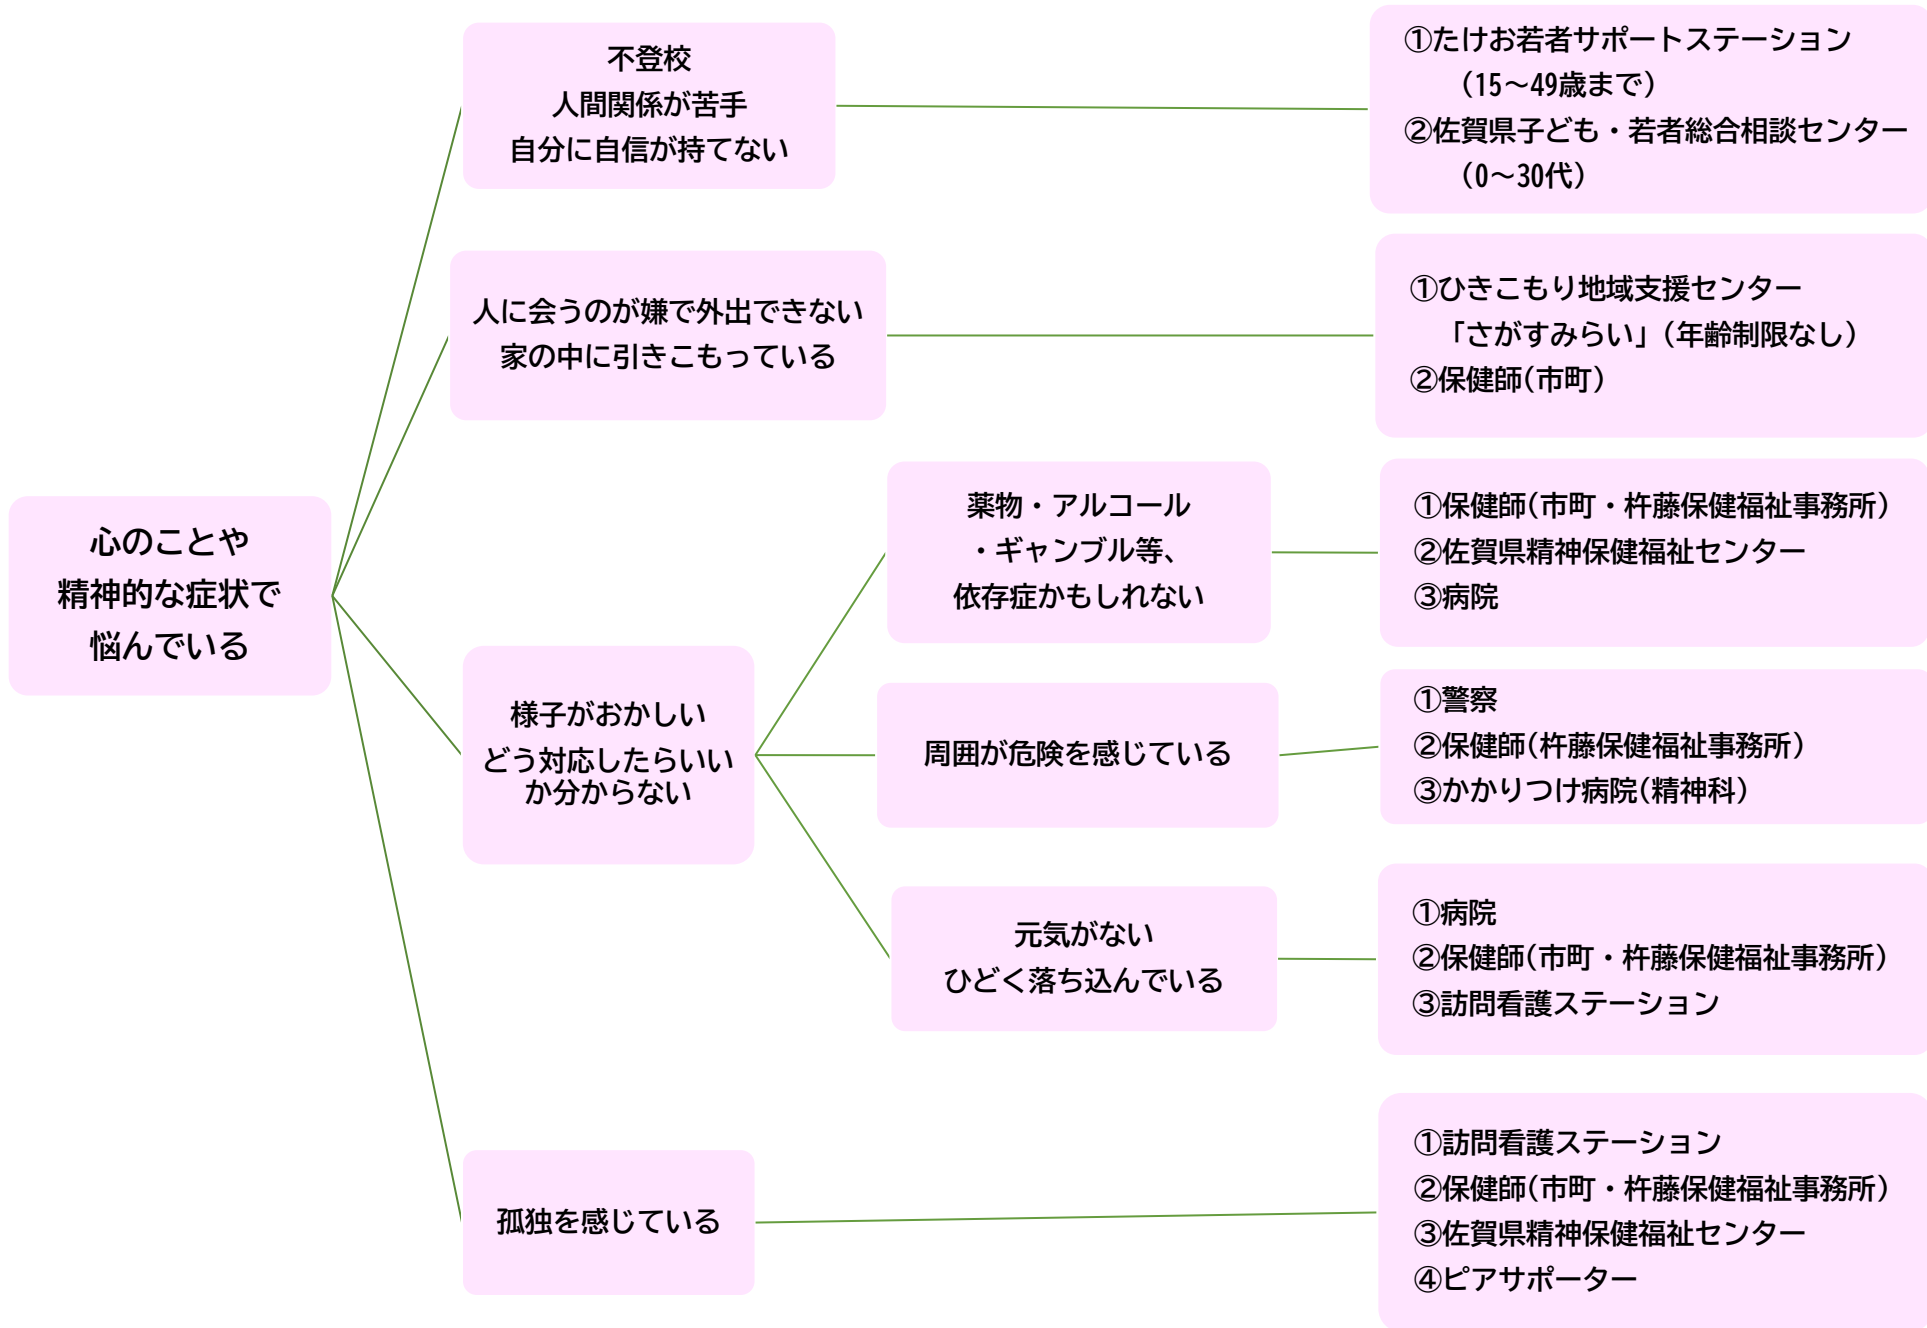 心のことや
精神的な症状で
悩んでいる
不登校
人間関係が苦手
自分に自信が持てない
①たけお若者サポートステーション
（15～49歳まで）
②佐賀県子ども・若者総合相談センター
（0～30代）
人に会うのが嫌で外出できない
家の中に引きこもっている
①ひきこもり地域支援センター
「さがすみらい」（年齢制限なし）
②保健師(市町)
様子がおかしい
どう対応したらいい
か分からない
薬物・アルコール
・ギャンブル等、
依存症かもしれない
①保健師(市町・杵藤保健福祉事務所)
②佐賀県精神保健福祉センター
③病院
周囲が危険を感じている
①警察
②保健師(杵藤保健福祉事務所)
③かかりつけ病院(精神科)
元気がない
ひどく落ち込んでいる
①病院
②保健師(市町・杵藤保健福祉事務所)
③訪問看護ステーション
孤独を感じている
①訪問看護ステーション
②保健師(市町・杵藤保健福祉事務所)
③佐賀県精神保健福祉センター
④ピアサポーター